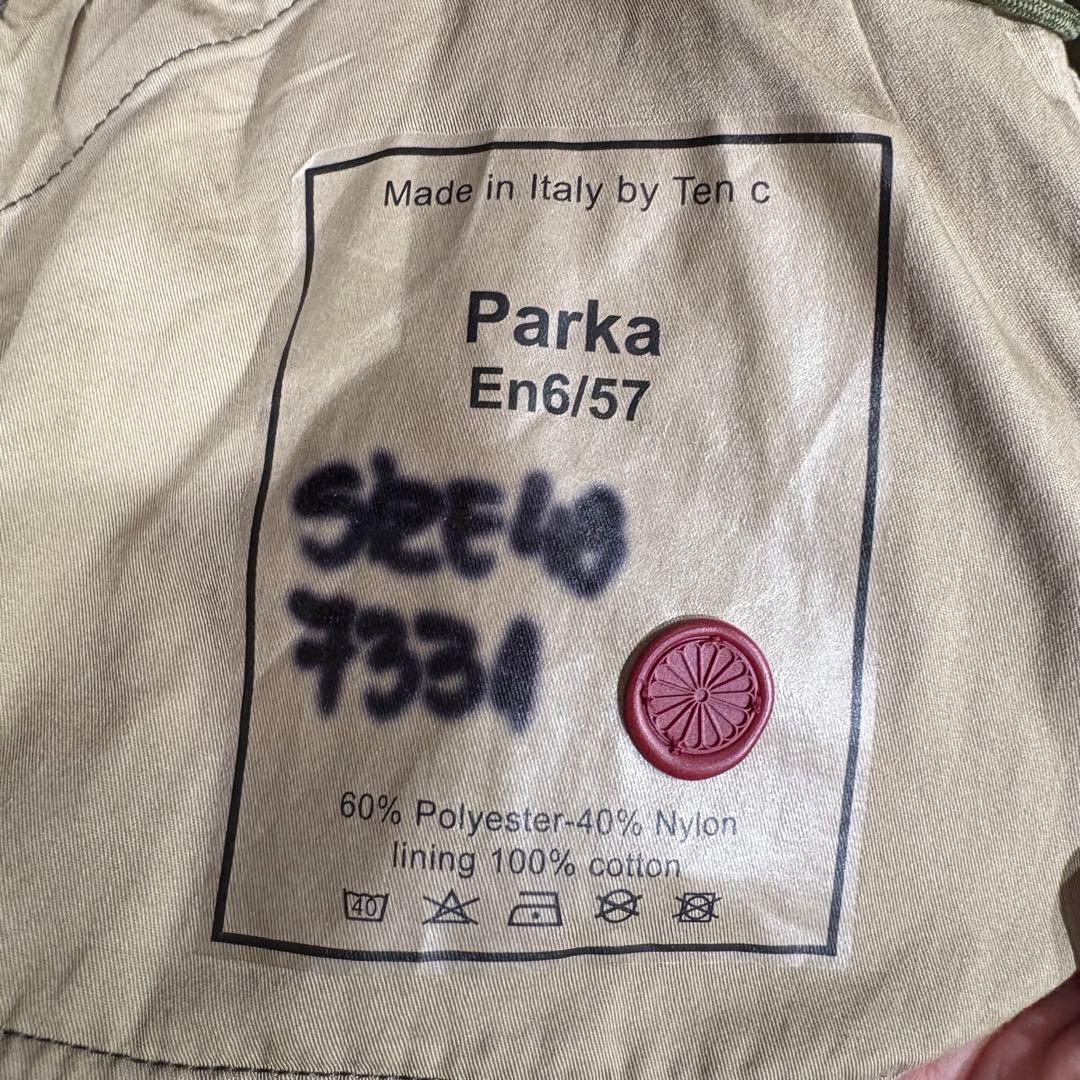 Made in Italy by Ten c
Parka
En6/57
SiZE 48
7331
60% Polyester-40% Nylon
lining 100% cotton
40